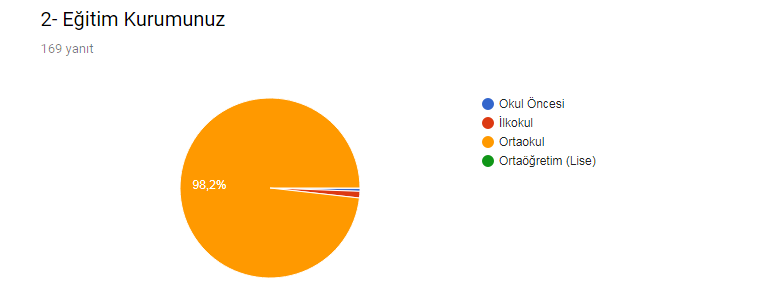 2- Eğitim Kurumunuz
169 yanıt
98,2%
Okul Öncesi
İlkokul
Ortaokul
Ortaöğretim (Lise)